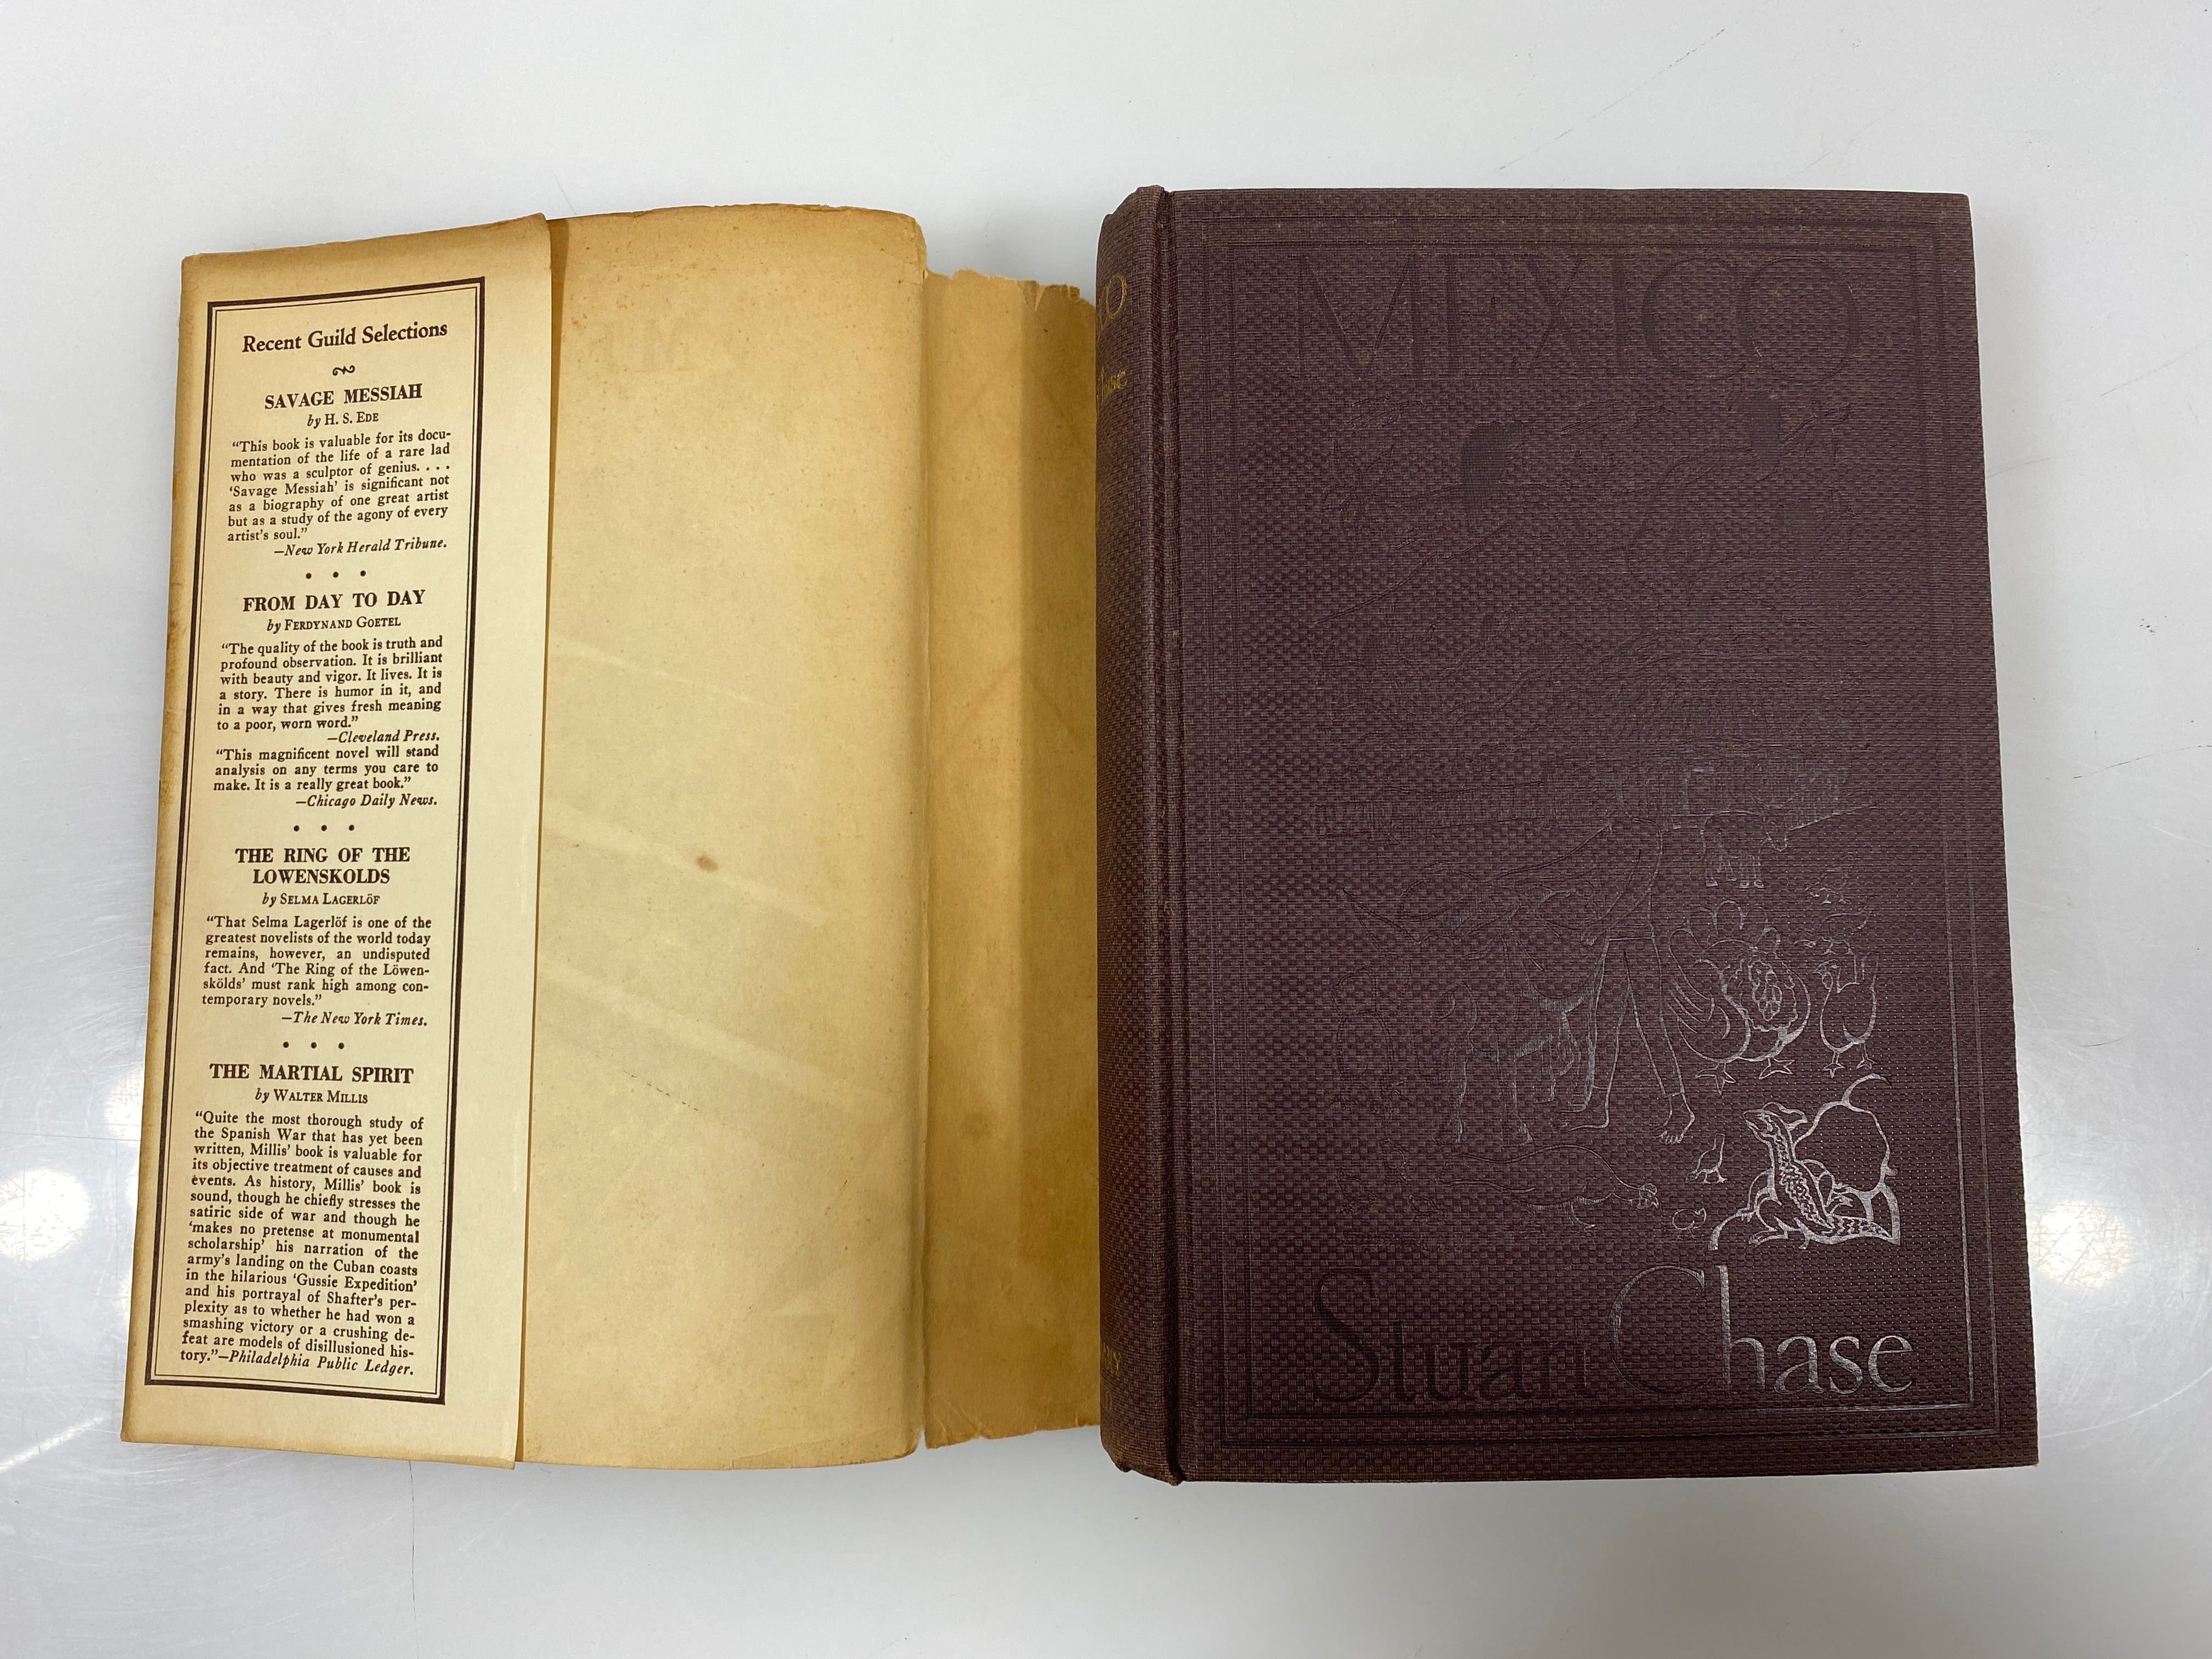 Recent Guild Selections
SAVAGE MESSIAH
by H. S. EDE
“This book is valuable for its docu-
mentation of the life of a rare lad
who was a sculptor of genius. . . .
‘Savage Messiah’ is significant not
as a biography of one great artist
but as a study of the agony of every
artist’s soul.”
—New York Herald Tribune.
• • •
FROM DAY TO DAY
by FERDYNAND GOETEL
“The quality of the book is truth and
profound observation. It is brilliant
with beauty and vigor. It lives. It is
a story. There is humor in it, and
in a way that gives fresh meaning
to a poor, worn word.”
—Cleveland Press.
“This magnificent novel will stand
analysis on any terms you care to
make. It is a really great book.”
—Chicago Daily News.
• • •
THE RING OF THE
LOWENSKOLDS
by SELMA LAGERLÖF
“That Selma Lagerlöf is one of the
greatest novelists of the world today
remains, however, an undisputed
fact. And ‘The Ring of the Löwen-
skölds’ must rank high among con-
temporary novels.”
—The New York Times.
• • •
THE MARTIAL SPIRIT
by WALTER MILLIS
“Quite the most thorough study of
the Spanish War that has yet been
written, Millis’ book is valuable for
its objective treatment of causes and
events. As history, Millis’ book is
sound, though he chiefly stresses the
satiric side of war and though he
‘makes no pretense at monumental
scholarship’ his narration of the
army’s landing on the Cuban coasts
in the hilarious ‘Gussie Expedition’
and his portrayal of Shafter’s per-
plexity as to whether he had won a
smashing victory or a crushing de-
feat are models of disillusioned his-
tory.”—Philadelphia Public Ledger.
MEXICO
Stuart Chase